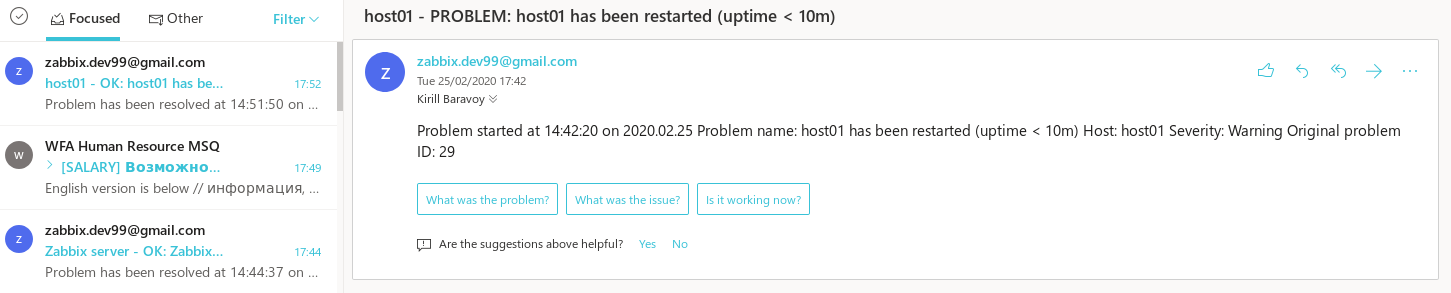 Focused
Other
Filter
Z
zabbix.dev99@gmail.com
host01 - OK: host01 has be...
17:52
Problem has been resolved at 14:51:50 on ...
W
WFA Human Resource MSQ
[SALARY] Возможно...
17:49
English version is below // информация, ...
Z
zabbix.dev99@gmail.com
Zabbix server - OK: Zabbix...
17:44
Problem has been resolved at 14:44:37 on ...
host01 - PROBLEM: host01 has been restarted (uptime < 10m)
Z
zabbix.dev99@gmail.com
Tue 25/02/2020 17:42
Kirill Baravoy
Problem started at 14:42:20 on 2020.02.25 Problem name: host01 has been restarted (uptime < 10m) Host: host01 Severity: Warning Original problem
ID: 29
What was the problem?
What was the issue?
Is it working now?
Are the suggestions above helpful?
Yes
No